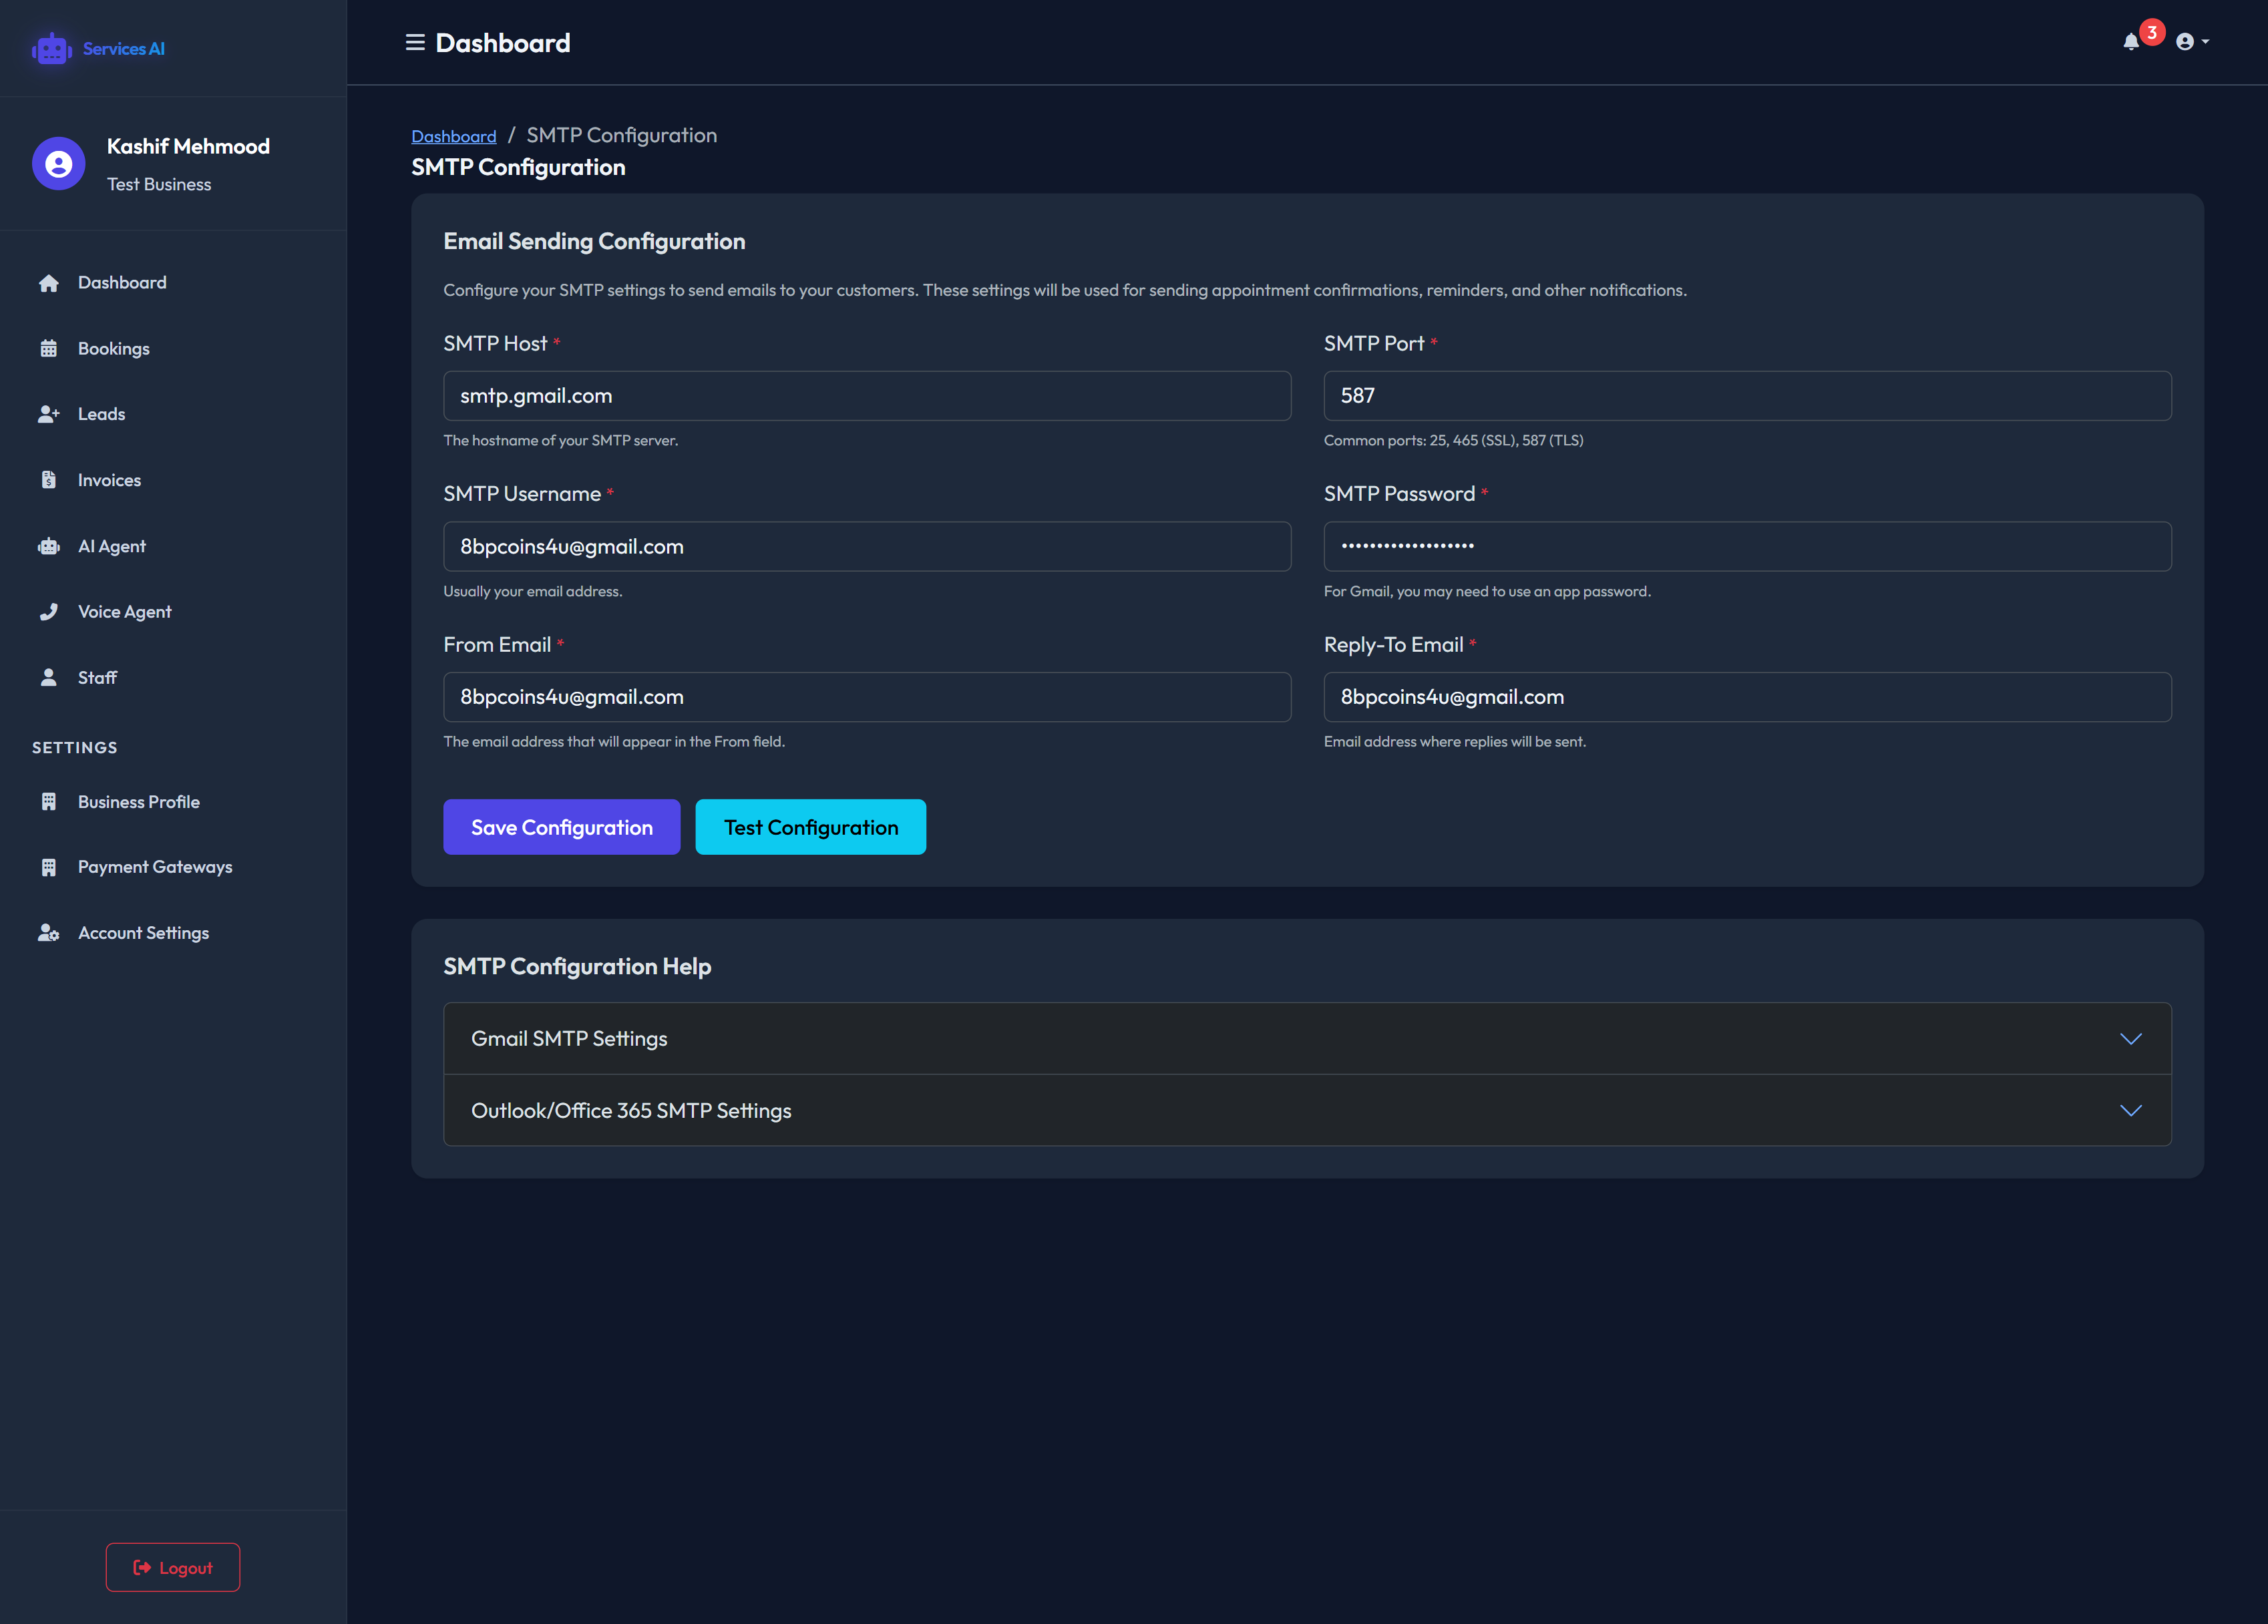 Services AI
Dashboard
3
Kashif Mehmood
Test Business
Dashboard
Bookings
Leads
Invoices
AI Agent
Voice Agent
Staff
SETTINGS
Business Profile
Payment Gateways
Account Settings
Logout
Dashboard / SMTP Configuration
SMTP Configuration
Email Sending Configuration
Configure your SMTP settings to send emails to your customers. These settings will be used for sending appointment confirmations, reminders, and other notifications.
SMTP Host *
smtp.gmail.com
The hostname of your SMTP server.
SMTP Port *
587
Common ports: 25, 465 (SSL), 587 (TLS)
SMTP Username *
8bpcoins4u@gmail.com
Usually your email address.
SMTP Password *
•••••••••••••••••••
For Gmail, you may need to use an app password.
From Email *
8bpcoins4u@gmail.com
The email address that will appear in the From field.
Reply-To Email *
8bpcoins4u@gmail.com
Email address where replies will be sent.
Save Configuration
Test Configuration
SMTP Configuration Help
Gmail SMTP Settings
Outlook/Office 365 SMTP Settings